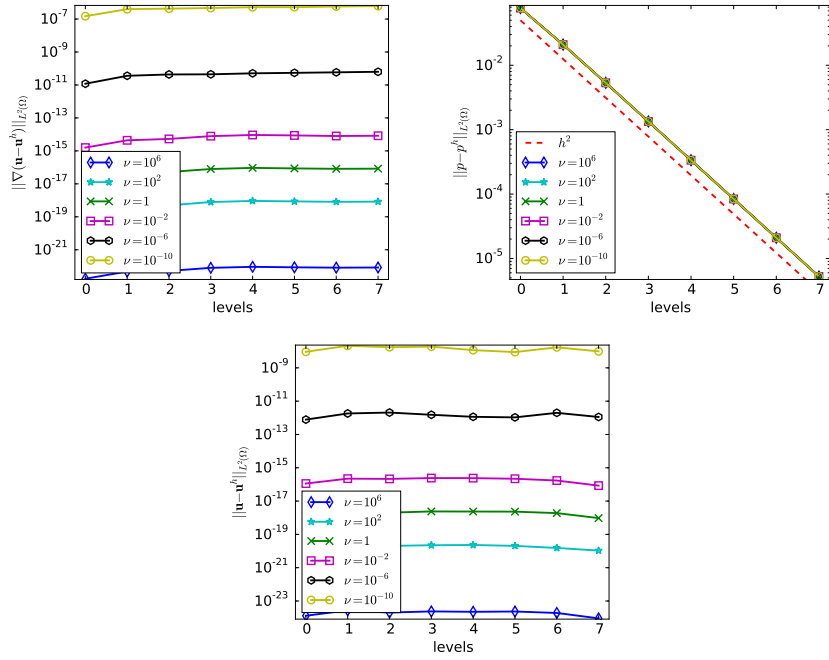 10^-7
10^-9
10^-11
10^-13
10^-15
10^-17
10^-19
10^-21
||∇(u−u^h)||_{L^2(Ω)}
ν=10^6
ν=10^2
ν=1
ν=10^-2
ν=10^-6
ν=10^-10
0 1 2 3 4 5 6 7
levels
10^-2
10^-3
10^-4
10^-5
||p−p^h||_{L^2(Ω)}
h^2
ν=10^6
ν=10^2
ν=1
ν=10^-2
ν=10^-6
ν=10^-10
0 1 2 3 4 5 6 7
levels
10^-9
10^-11
10^-13
10^-15
10^-17
10^-19
10^-21
10^-23
||u−u^h||_{L^2(Ω)}
ν=10^6
ν=10^2
ν=1
ν=10^-2
ν=10^-6
ν=10^-10
0 1 2 3 4 5 6 7
levels